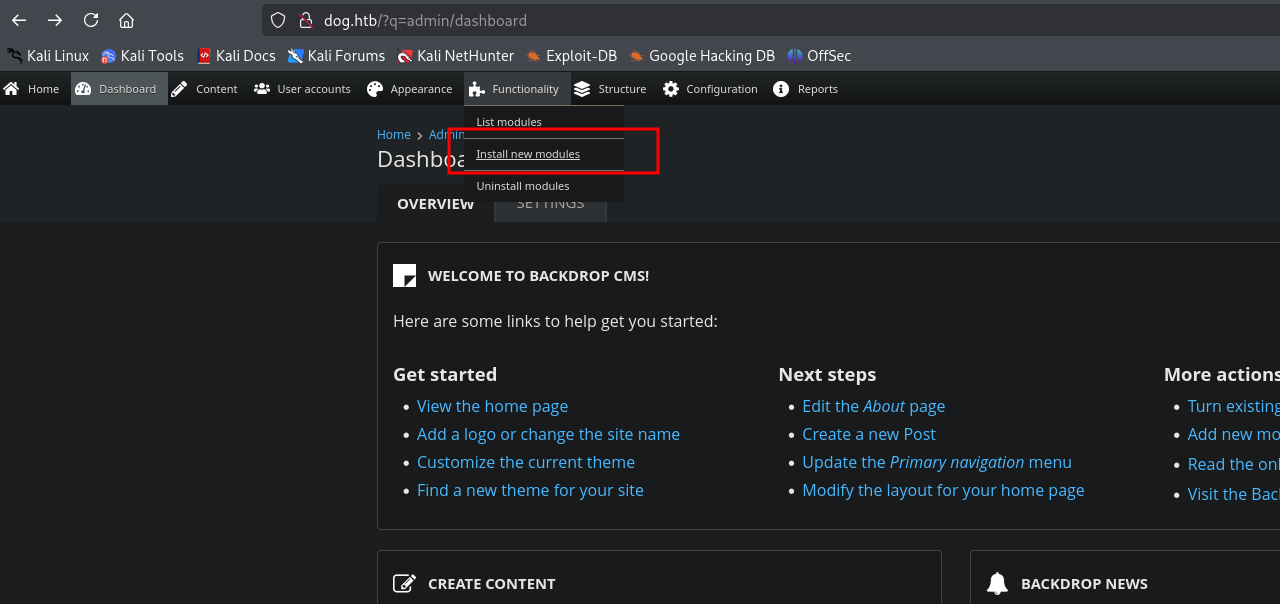 dog.htb/?q=admin/dashboard
Kali Linux Kali Tools Kali Docs Kali Forums Kali NetHunter Exploit-DB Google Hacking DB OffSec
Home Dashboard Content User accounts Appearance Functionality Structure Configuration Reports
List modules
Home Admin
Install new modules
Dashboa
Uninstall modules
OVERVIEW SETTINGS
WELCOME TO BACKDROP CMS!
Here are some links to help get you started:
Get started Next steps More actions
View the home page Edit the About page Turn existing
Add a logo or change the site name Create a new Post Add new mo
Customize the current theme Update the Primary navigation menu Read the onl
Find a new theme for your site Modify the layout for your home page Visit the Bac
CREATE CONTENT BACKDROP NEWS